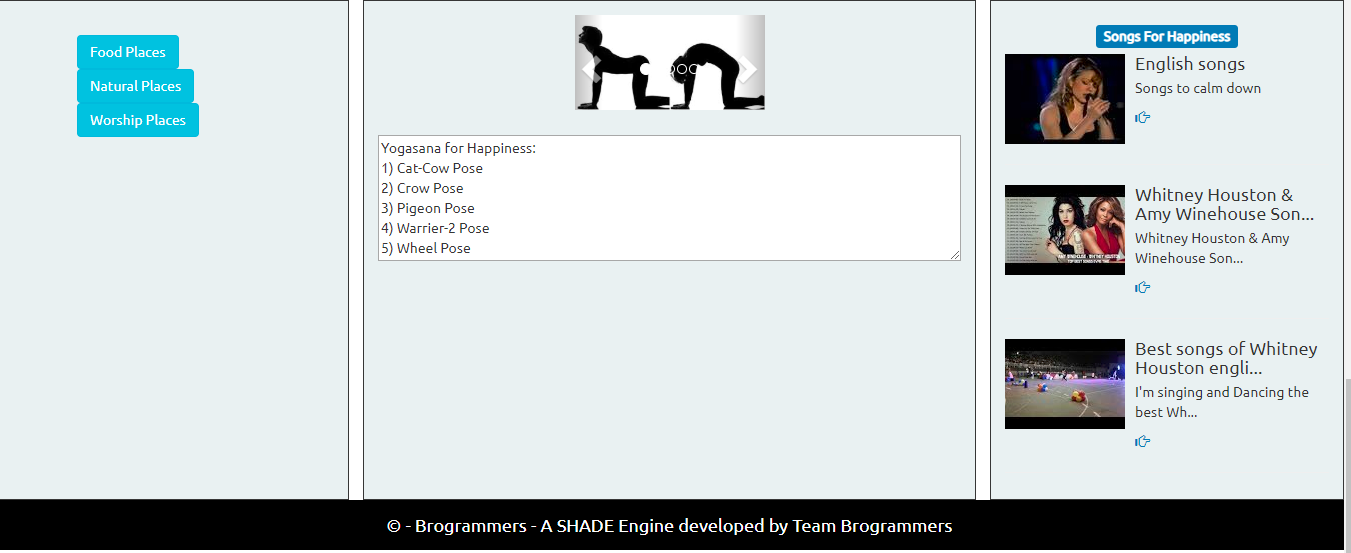 Food Places
Natural Places
Worship Places
Yogasana for Happiness:
1) Cat-Cow Pose
2) Crow Pose
3) Pigeon Pose
4) Warrier-2 Pose
5) Wheel Pose
Songs For Happiness
English songs
Songs to calm down
Whitney Houston &
Amy Winehouse Son...
Whitney Houston & Amy
Winehouse Son...
Best songs of Whitney
Houston engli...
I'm singing and Dancing the
best Wh...
© - Brogrammers - A SHADE Engine developed by Team Brogrammers